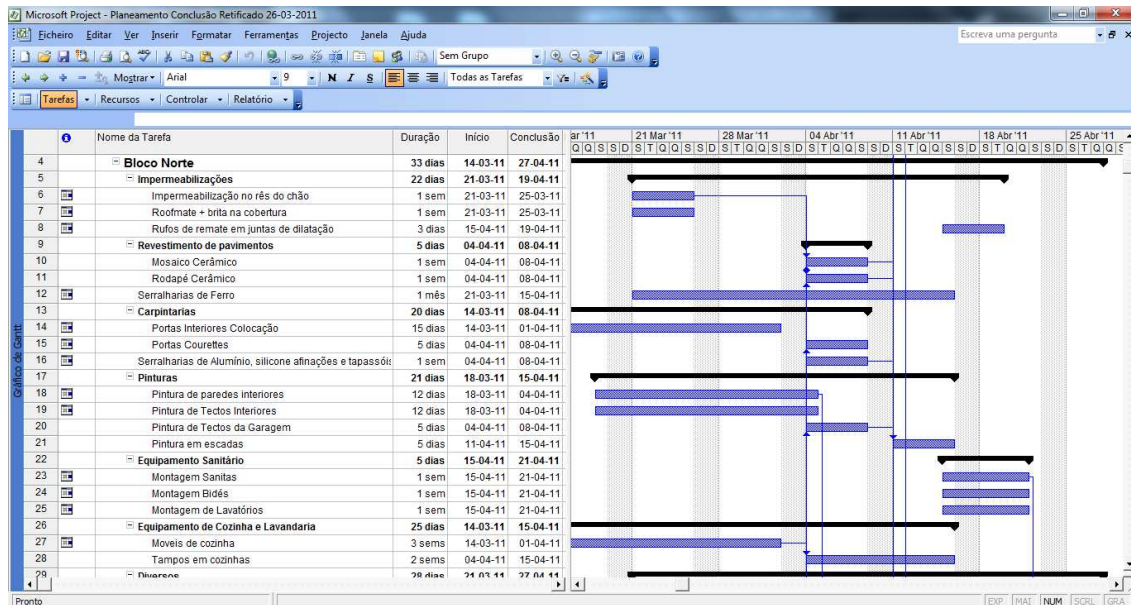 Microsoft Project - Planeamento Conclusão Retificado 26-03-2011
Ficheiro Editar Ver Inserir Formatar Ferramentas Projecto Janela Ajuda Escreva uma pergunta
Sem Grupo
Mostrar Arial 9 N I S Todas as Tarefas
Tarefas Recursos Controlar Relatório
Nome da Tarefa Duração Início Conclusão ar '11 21 Mar '11 28 Mar '11 04 Abr '11 11 Abr '11 18 Abr '11 25 Abr '11
Q Q S S D S T Q Q S S D S T Q Q S S D S T Q Q S S D S T Q Q S S D S T Q Q S S D S T Q Q S
4 Bloco Norte 33 dias 14-03-11 27-04-11
5 Impermeabilizações 22 dias 21-03-11 19-04-11
6 Impermeabilização no rês do chão 1 sem 21-03-11 25-03-11
7 Roofmate + brita na cobertura 1 sem 21-03-11 25-03-11
8 Rufos de remate em juntas de dilatação 3 dias 15-04-11 19-04-11
9 Revestimento de pavimentos 5 dias 04-04-11 08-04-11
10 Mosaico Cerâmico 1 sem 04-04-11 08-04-11
11 Rodapé Cerâmico 1 sem 04-04-11 08-04-11
12 Serralharias de Ferro 1 mês 21-03-11 15-04-11
13 Carpintarias 20 dias 14-03-11 08-04-11
14 Portas Interiores Colocação 15 dias 14-03-11 01-04-11
15 Portas Courettes 5 dias 04-04-11 08-04-11
16 Serralharias de Alumínio, silicone afinações e tapassóis 1 sem 04-04-11 08-04-11
17 Pinturas 21 dias 18-03-11 15-04-11
18 Pintura de paredes interiores 12 dias 18-03-11 04-04-11
19 Pintura de Tectos Interiores 12 dias 18-03-11 04-04-11
20 Pintura de Tectos da Garagem 5 dias 04-04-11 08-04-11
21 Pintura em escadas 5 dias 11-04-11 15-04-11
22 Equipamento Sanitário 5 dias 15-04-11 21-04-11
23 Montagem Sanitas 1 sem 15-04-11 21-04-11
24 Montagem Bidés 1 sem 15-04-11 21-04-11
25 Montagem de Lavatórios 1 sem 15-04-11 21-04-11
26 Equipamento de Cozinha e Lavandaria 25 dias 14-03-11 15-04-11
27 Moveis de cozinha 3 sems 14-03-11 01-04-11
28 Tampos em cozinhas 2 sems 04-04-11 15-04-11
29 Diversos 28 dias 21-03-11 27-04-11
Gráfico de Gantt
Pronto EXP MAI NUM SCRL GRA